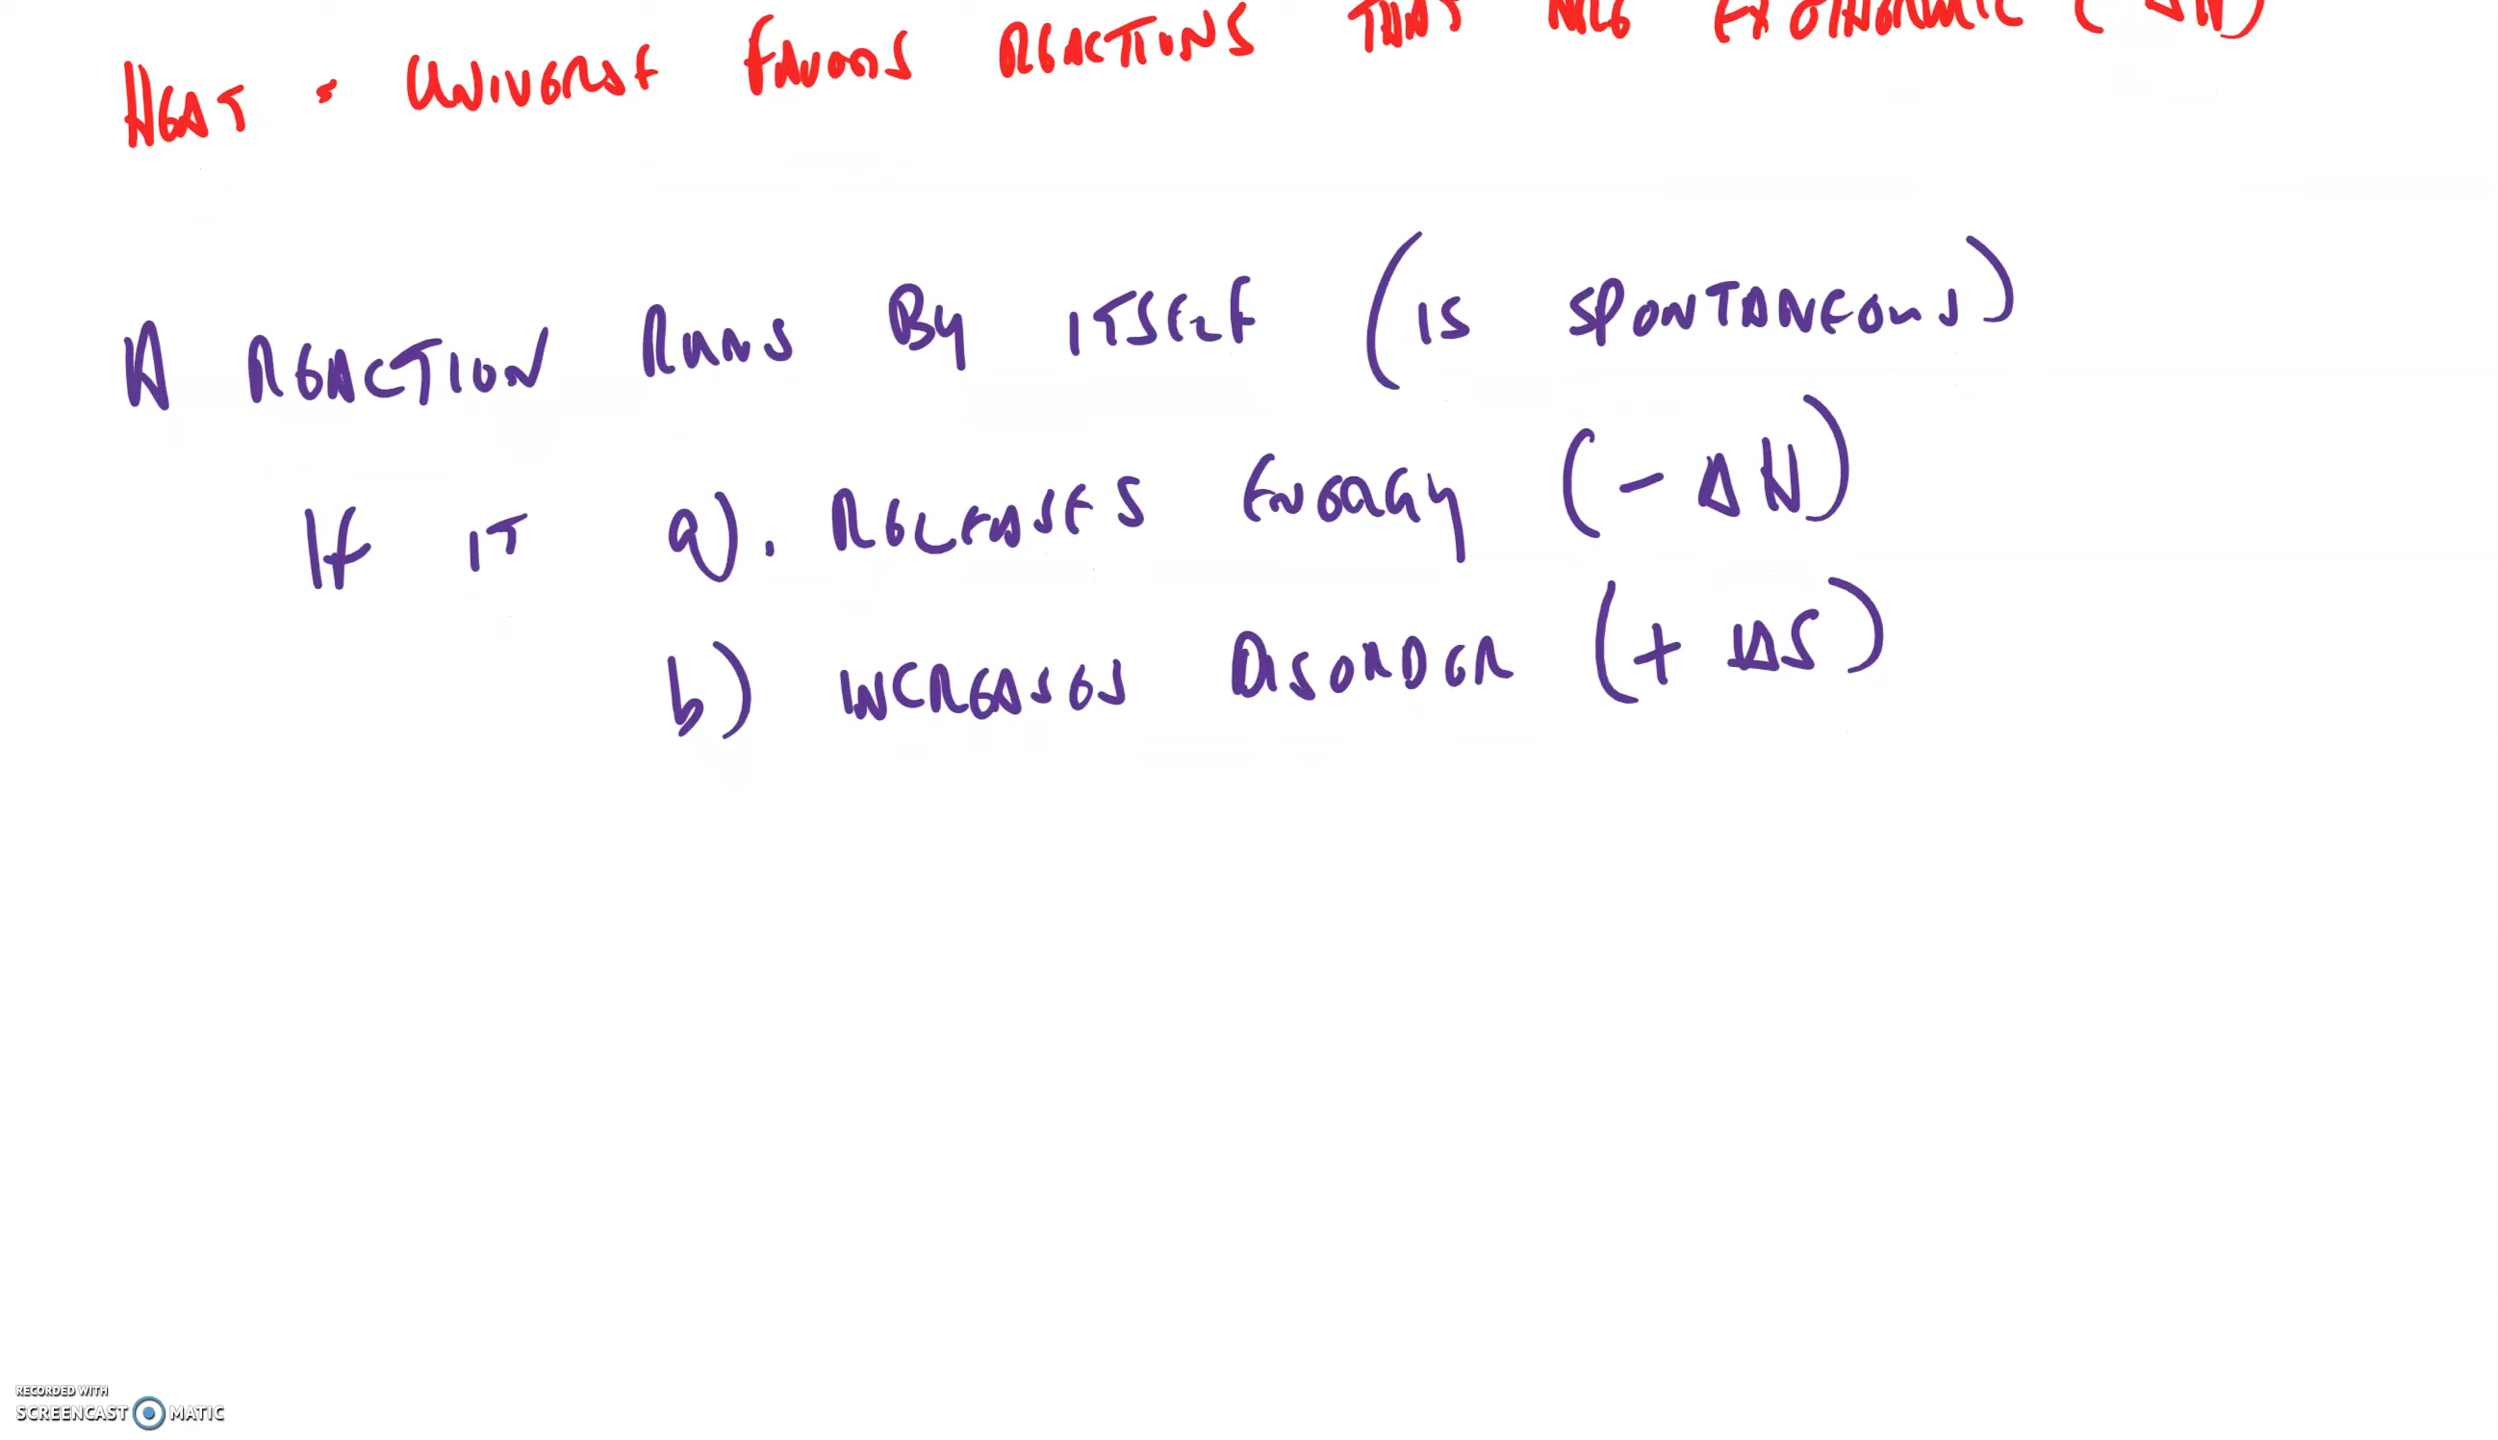 HEAT = UNIVERSE FAVORS REACTIONS THAT ARE EXOTHERMIC (-ΔH)
A REACTION RUNS BY ITSELF (IS SPONTANEOUS)
IF IT a). RELEASES ENERGY (- ΔH)
b) INCREASES DISORDER (+ ΔS)
RECORDED WITH
SCREENCAST MATIC